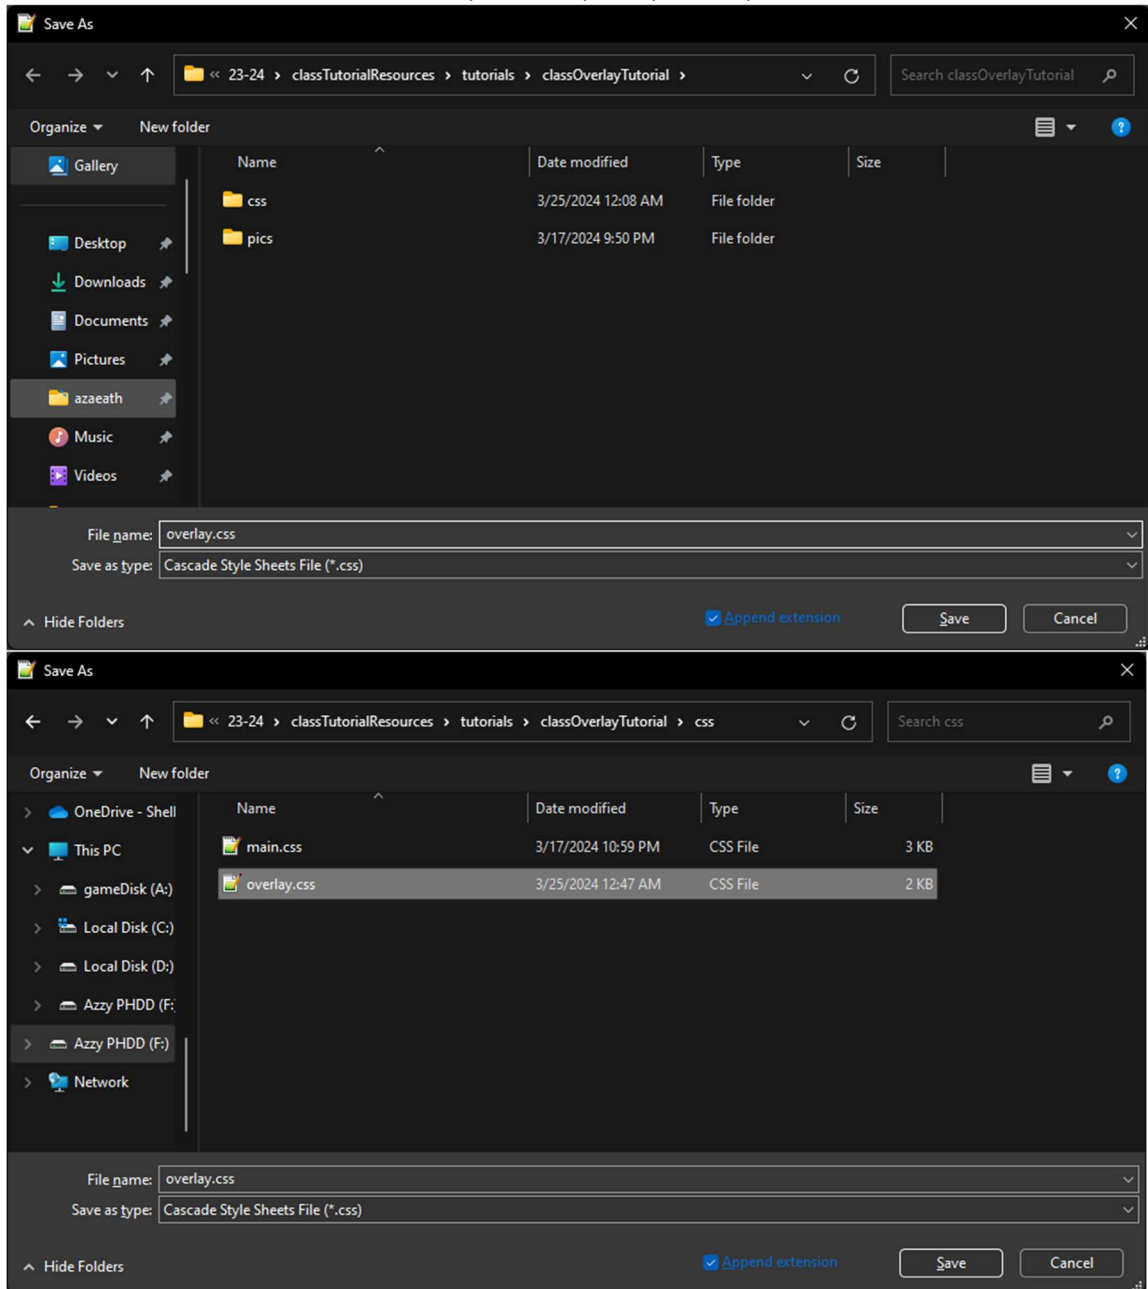 Save As
« 23-24 › classTutorialResources › tutorials › classOverlayTutorial › Search classOverlayTutorial
Organize New folder
Gallery Name Date modified Type Size
css 3/25/2024 12:08 AM File folder
Desktop pics 3/17/2024 9:50 PM File folder
Downloads
Documents
Pictures
azaeath
Music
Videos
File name: overlay.css
Save as type: Cascade Style Sheets File (*.css)
Hide Folders Append extension Save Cancel
Save As
« 23-24 › classTutorialResources › tutorials › classOverlayTutorial › css Search css
Organize New folder
OneDrive - Shell Name Date modified Type Size
This PC main.css 3/17/2024 10:59 PM CSS File 3 KB
gameDisk (A:) overlay.css 3/25/2024 12:47 AM CSS File 2 KB
Local Disk (C:)
Local Disk (D:)
Azzy PHDD (F:)
Azzy PHDD (F:)
Network
File name: overlay.css
Save as type: Cascade Style Sheets File (*.css)
Hide Folders Append extension Save Cancel